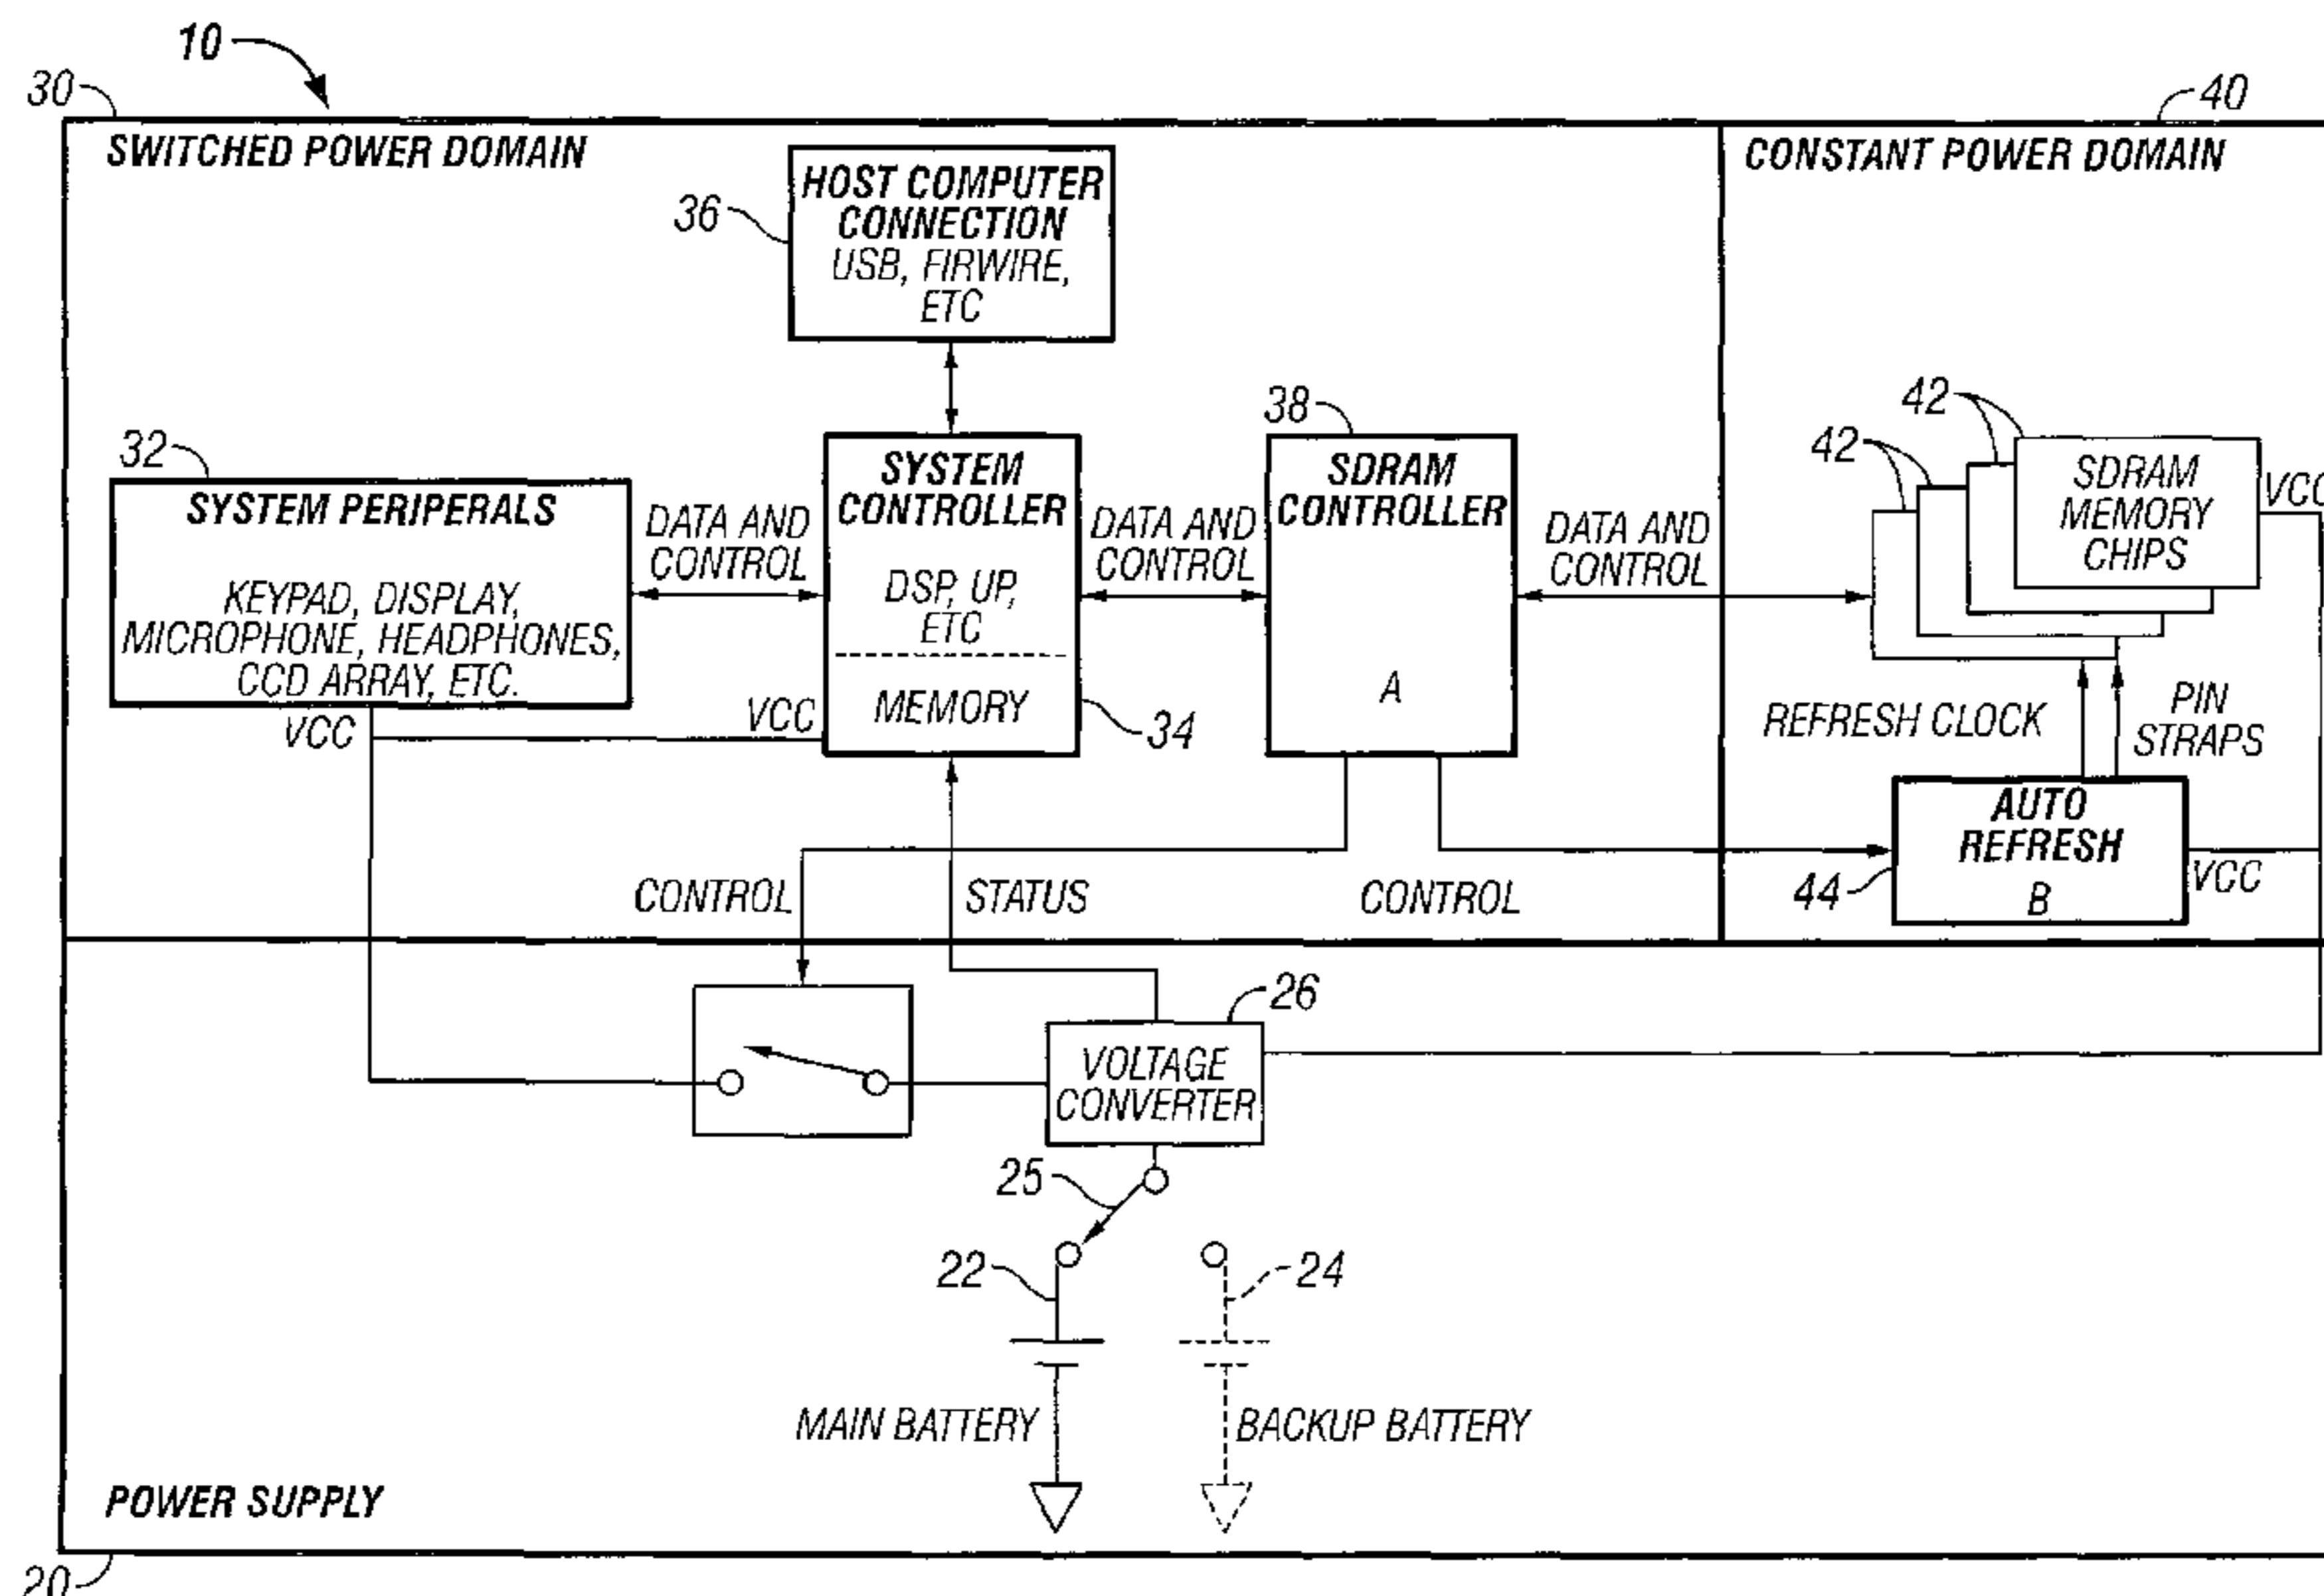 10
30
40
SWITCHED POWER DOMAIN
CONSTANT POWER DOMAIN
HOST COMPUTER
CONNECTION
USB, FIRWIRE,
ETC
36
32
SYSTEM PERIPERALS
KEYPAD, DISPLAY,
MICROPHONE, HEADPHONES,
CCD ARRAY, ETC.
VCC
DATA AND
CONTROL
SYSTEM
CONTROLLER
DSP, UP,
ETC
MEMORY
VCC
34
DATA AND
CONTROL
38
SDRAM
CONTROLLER
A
DATA AND
CONTROL
42
42
SDRAM
MEMORY
CHIPS
VCC
REFRESH CLOCK
PIN
STRAPS
AUTO
REFRESH
B
44
VCC
CONTROL
STATUS
CONTROL
26
VOLTAGE
CONVERTER
25
22
24
MAIN BATTERY
BACKUP BATTERY
POWER SUPPLY
20